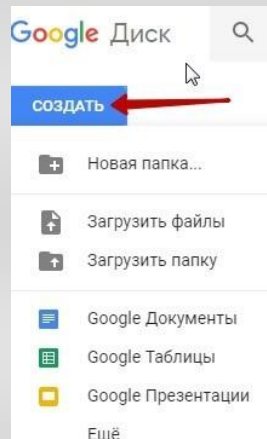 Google Диск
СОЗДАТЬ
Новая папка...
Загрузить файлы
Загрузить папку
Google Документы
Google Таблицы
Google Презентации
Ещё